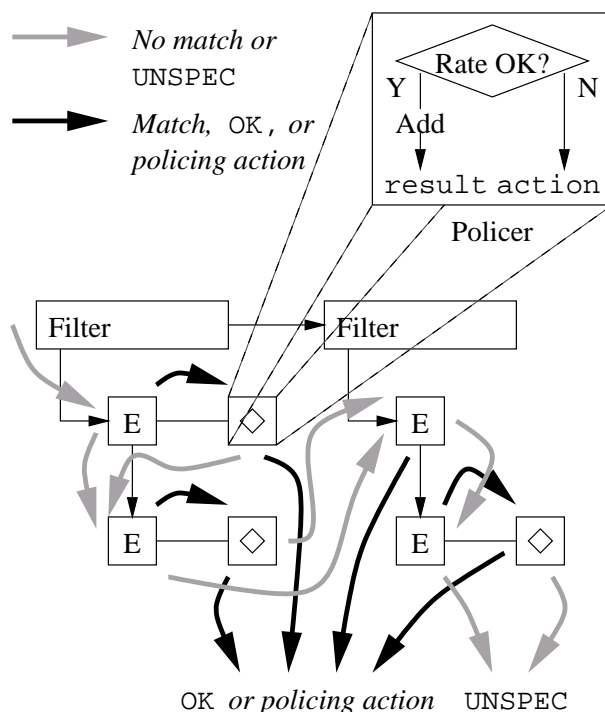 No match or
UNSPEC
Match, OK, or
policing action
Rate OK?
Y
N
Add
result action
Policer
Filter
Filter
E
E
E
E
OK or policing action
UNSPEC